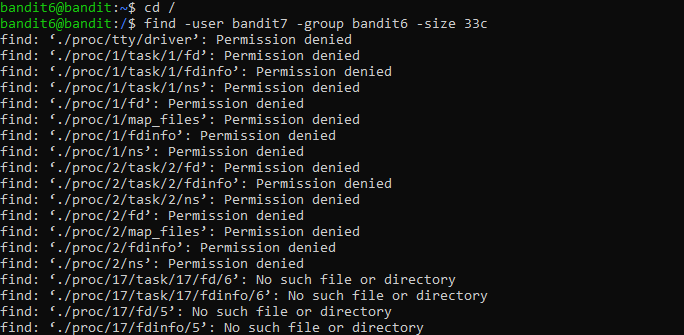 bandit6@bandit:~$ cd /
bandit6@bandit:/$ find -user bandit7 -group bandit6 -size 33c
find: ‘./proc/tty/driver’: Permission denied
find: ‘./proc/1/task/1/fd’: Permission denied
find: ‘./proc/1/task/1/fdinfo’: Permission denied
find: ‘./proc/1/task/1/ns’: Permission denied
find: ‘./proc/1/fd’: Permission denied
find: ‘./proc/1/map_files’: Permission denied
find: ‘./proc/1/fdinfo’: Permission denied
find: ‘./proc/1/ns’: Permission denied
find: ‘./proc/2/task/2/fd’: Permission denied
find: ‘./proc/2/task/2/fdinfo’: Permission denied
find: ‘./proc/2/task/2/ns’: Permission denied
find: ‘./proc/2/fd’: Permission denied
find: ‘./proc/2/map_files’: Permission denied
find: ‘./proc/2/fdinfo’: Permission denied
find: ‘./proc/2/ns’: Permission denied
find: ‘./proc/17/task/17/fd/6’: No such file or directory
find: ‘./proc/17/task/17/fdinfo/6’: No such file or directory
find: ‘./proc/17/fd/5’: No such file or directory
find: ‘./proc/17/fdinfo/5’: No such file or directory